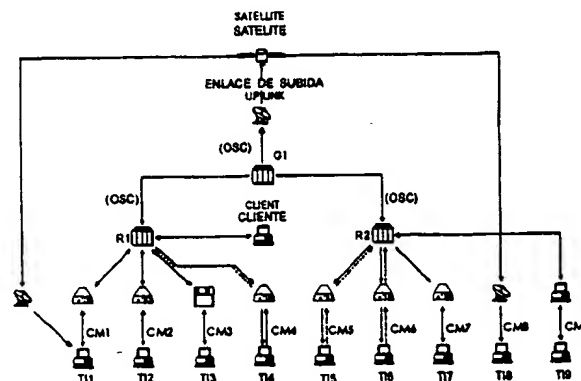 SATELLITE
SATELITE
ENLACE DE SUBIDA
UPLINK
(OSC)
G1
(OSC)
(OSC)
CLIENT
CLIENTE
R1
R2
CM1
CM2
CM3
CM4
CM5
CM6
CM7
CM8
CM9
TI1
TI2
TI3
TI4
TI5
TI6
TI7
TI8
TI9